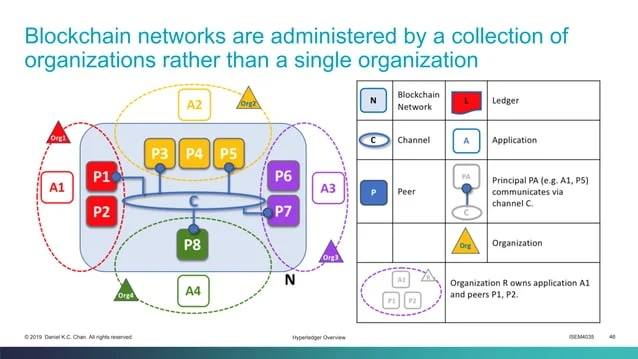 Blockchain networks are administered by a collection of
organizations rather than a single organization
A2
Org2
Org1
P3
P4
P5
P1
P6
A1
A3
C
P2
P7
P8
Org3
N
Org4
A4
N
Blockchain
Network
L
Ledger
C
Channel
A
Application
P
Peer
PA
C
Principal PA (e.g. A1, P5)
communicates via
channel C.
Org
Organization
A1
R
P1
P2
Organization R owns application A1
and peers P1, P2.
© 2019 Daniel K.C. Chan. All rights reserved
Hyperledger Overview
ISEM4035
46